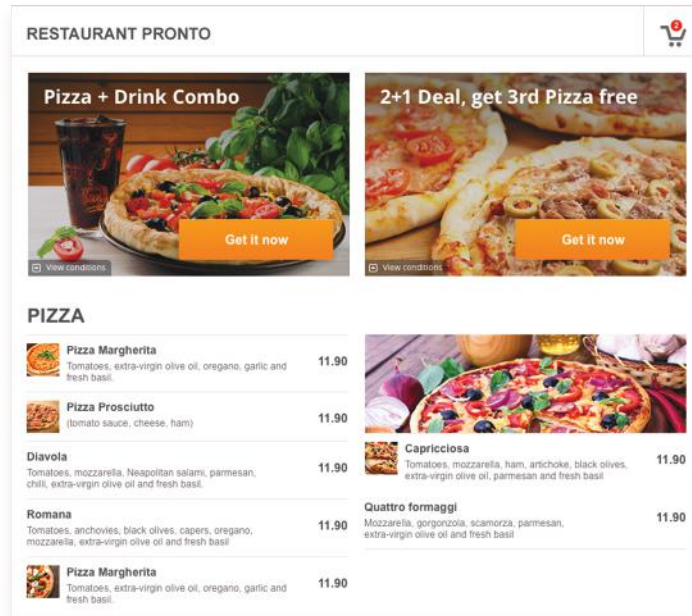 RESTAURANT PRONTO
2
Pizza + Drink Combo
Get it now
View conditions
2+1 Deal, get 3rd Pizza free
Get it now
View conditions
PIZZA
Pizza Margherita
Tomatoes, extra-virgin olive oil, oregano, garlic and
fresh basil.
11.90
Pizza Prosciutto
(tomato sauce, cheese, ham)
11.90
Diavola
Tomatoes, mozzarella, Neapolitan salami, parmesan,
chilli, extra-virgin olive oil and fresh basil.
11.90
Romana
Tomatoes, anchovies, black olives, capers, oregano,
mozzarella, extra-virgin olive oil and fresh basil
11.90
Pizza Margherita
Tomatoes, extra-virgin olive oil, oregano, garlic and
fresh basil.
11.90
Capricciosa
Tomatoes, mozzarella, ham, artichoke, black olives,
extra-virgin olive oil, parmesan and fresh basil
11.90
Quattro formaggi
Mozzarella, gorgonzola, scamorza, parmesan,
extra-virgin olive oil and fresh basil
11.90